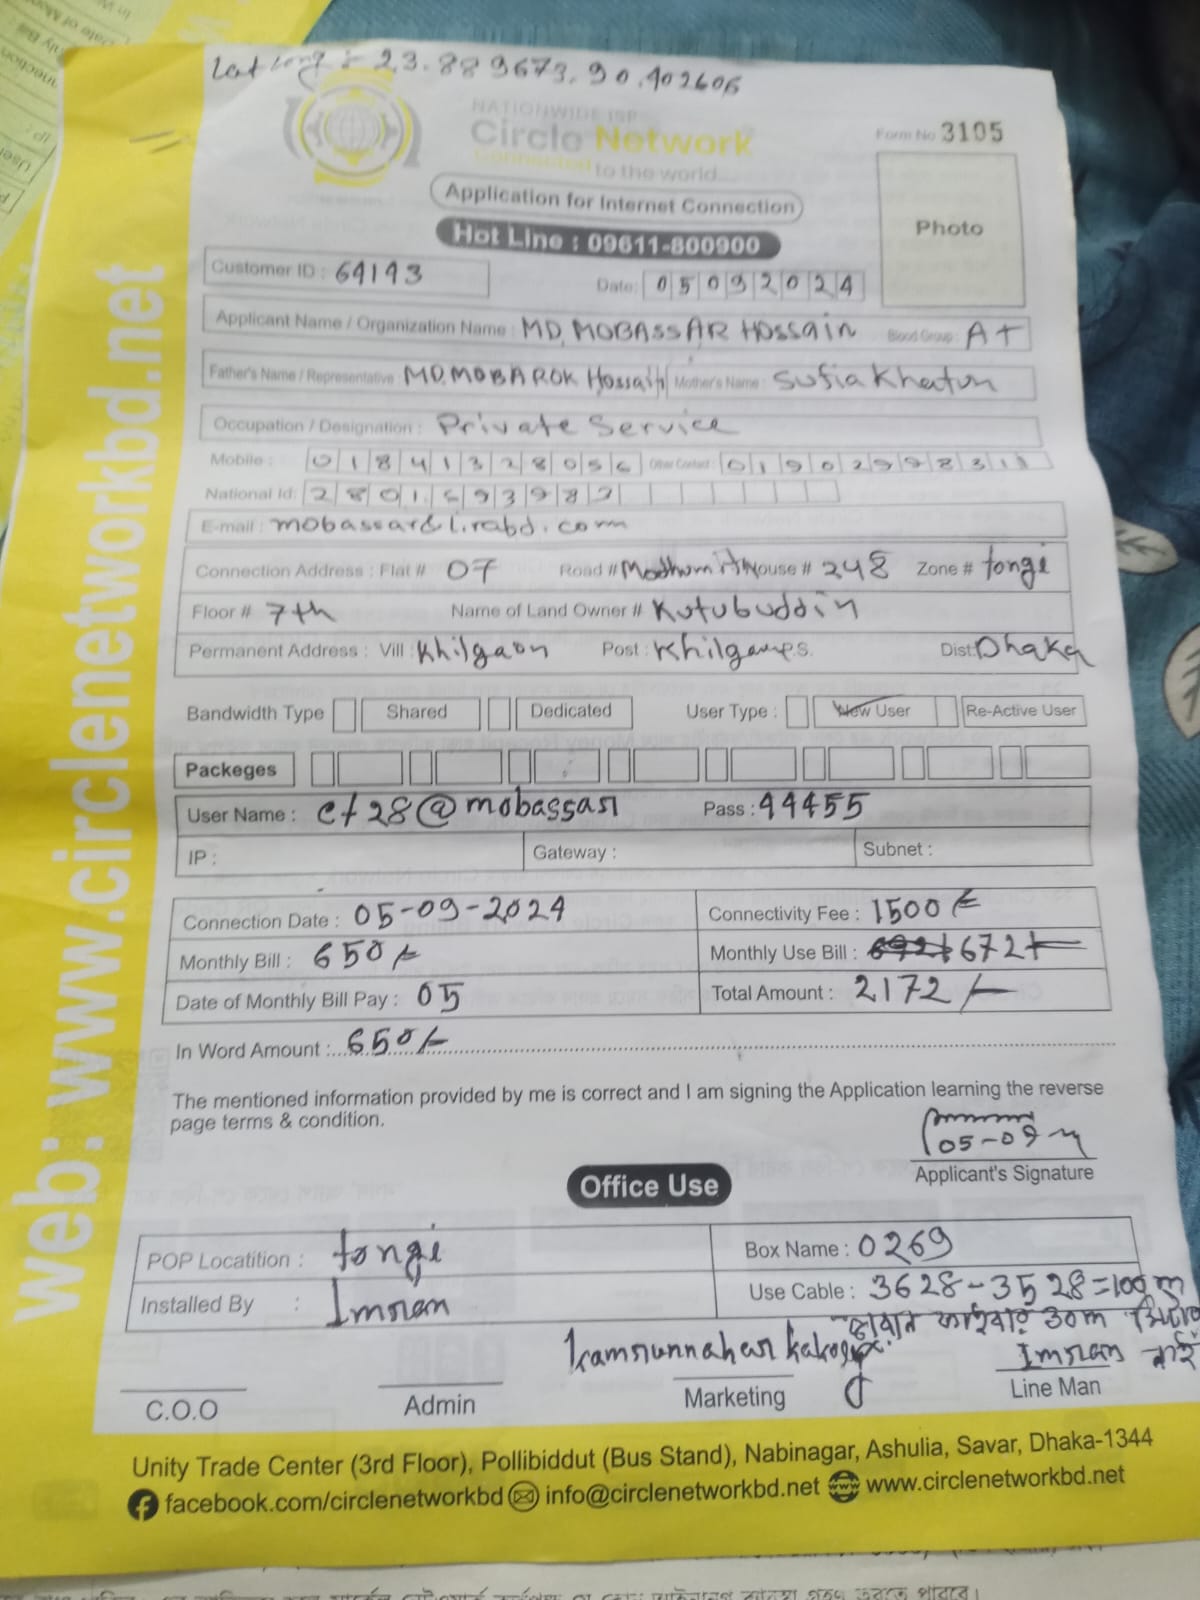 Lat Long :- 23.889673, 90.402606
NATIONWIDE ISP
Circle Network
Connected to the world
Form No 3105
Application for Internet Connection
Photo
Hot Line : 09611-800900
Customer ID : 64193
Date: 05092024
Applicant Name / Organization Name : MD, MOBASSAR HOSSAIN Blood Group : A+
Father's Name / Representative MD. MOBAROK Hossain Mother's Name : Sufia Khatun
Occupation / Designation : Private Service
Mobile : 01841328056 Other Contact : 01902998311
National Id: 2801
E-mail : mobassar@lirabd.com
Connection Address : Flat # 07 Road # House # 248 Zone # tongi
Floor # 7th Name of Land Owner # Kutubuddin
Permanent Address : Vill : Khilgaon Post : Khilgaon P.S. Dist: Dhaka
Bandwidth Type Shared Dedicated User Type : New User Re-Active User
Packeges
User Name : ct28@mobassar Pass : 44455
IP : Gateway : Subnet :
Connection Date : 05-09-2024 Connectivity Fee : 1500/-
Monthly Bill : 650/- Monthly Use Bill : 672/-
Date of Monthly Bill Pay : 05 Total Amount : 2172/-
In Word Amount : 650/-
The mentioned information provided by me is correct and I am signing the Application learning the reverse
page terms & condition.
05-09
Applicant's Signature
Office Use
POP Locatition : tongi Box Name : 0269
Installed By : Imran Use Cable : 3628-3528=100m
Kamrunnahar Imran ভাই
C.O.O Admin Marketing Line Man
Unity Trade Center (3rd Floor), Pollibiddut (Bus Stand), Nabinagar, Ashulia, Savar, Dhaka-1344
facebook.com/circlenetworkbd info@circlenetworkbd.net www.circlenetworkbd.net
web: www.circlenetworkbd.net